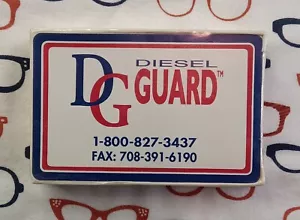 DG DIESEL
GUARD™
1-800-827-3437
FAX: 708-391-6190